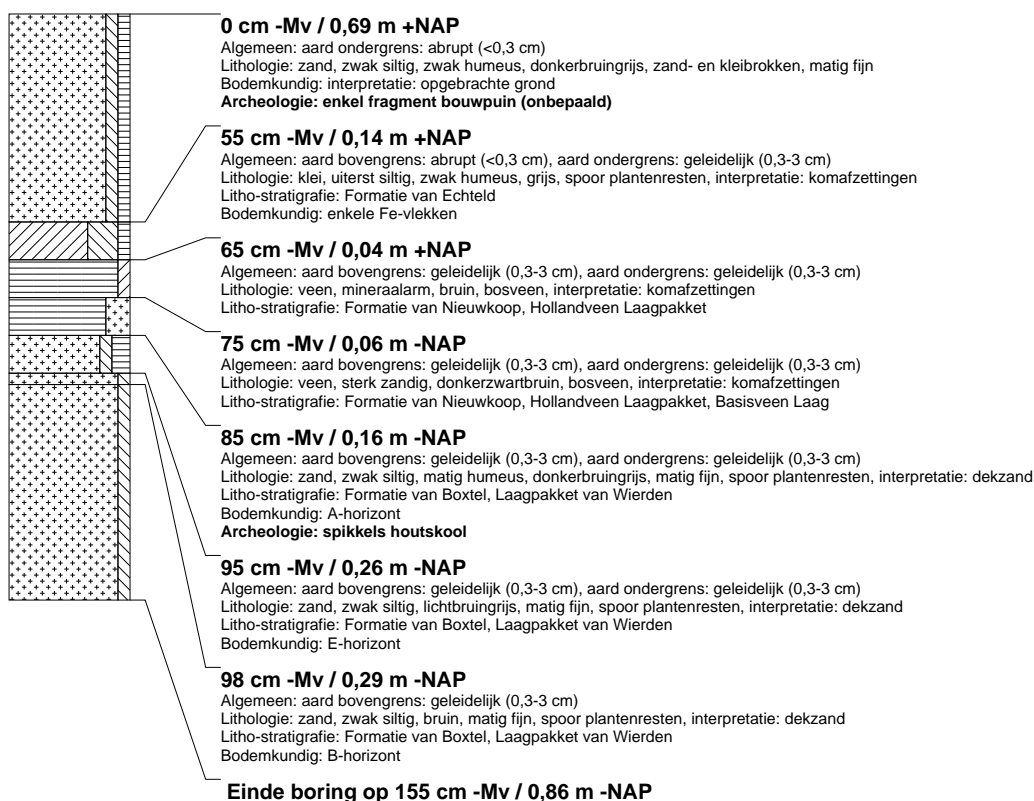 0 cm -Mv / 0,69 m +NAP
Algemeen: aard ondergrens: abrupt (<0,3 cm)
Lithologie: zand, zwak siltig, zwak humeus, donkerbruingrijs, zand- en kleibrokken, matig fijn
Bodemkundig: interpretatie: opgebrachte grond
Archeologie: enkel fragment bouwpuin (onbepaald)
55 cm -Mv / 0,14 m +NAP
Algemeen: aard bovengrens: abrupt (<0,3 cm), aard ondergrens: geleidelijk (0,3-3 cm)
Lithologie: klei, uiterst siltig, zwak humeus, grijs, spoor plantenresten, interpretatie: komafzettingen
Litho-stratigrafie: Formatie van Echteld
Bodemkundig: enkele Fe-vlekken
65 cm -Mv / 0,04 m +NAP
Algemeen: aard bovengrens: geleidelijk (0,3-3 cm), aard ondergrens: geleidelijk (0,3-3 cm)
Lithologie: veen, mineraalarm, bruin, bosveen, interpretatie: komafzettingen
Litho-stratigrafie: Formatie van Nieuwkoop, Hollandveen Laagpakket
75 cm -Mv / 0,06 m -NAP
Algemeen: aard bovengrens: geleidelijk (0,3-3 cm), aard ondergrens: geleidelijk (0,3-3 cm)
Lithologie: veen, sterk zandig, donkerzwartbruin, bosveen, interpretatie: komafzettingen
Litho-stratigrafie: Formatie van Nieuwkoop, Hollandveen Laagpakket, Basisveen Laag
85 cm -Mv / 0,16 m -NAP
Algemeen: aard bovengrens: geleidelijk (0,3-3 cm), aard ondergrens: geleidelijk (0,3-3 cm)
Lithologie: zand, zwak siltig, matig humeus, donkerbruingrijs, matig fijn, spoor plantenresten, interpretatie: dekzand
Litho-stratigrafie: Formatie van Boxtel, Laagpakket van Wierden
Bodemkundig: A-horizont
Archeologie: spikkels houtskool
95 cm -Mv / 0,26 m -NAP
Algemeen: aard bovengrens: geleidelijk (0,3-3 cm), aard ondergrens: geleidelijk (0,3-3 cm)
Lithologie: zand, zwak siltig, lichtbruingrijs, matig fijn, spoor plantenresten, interpretatie: dekzand
Litho-stratigrafie: Formatie van Boxtel, Laagpakket van Wierden
Bodemkundig: E-horizont
98 cm -Mv / 0,29 m -NAP
Algemeen: aard bovengrens: geleidelijk (0,3-3 cm)
Lithologie: zand, zwak siltig, bruin, matig fijn, spoor plantenresten, interpretatie: dekzand
Litho-stratigrafie: Formatie van Boxtel, Laagpakket van Wierden
Bodemkundig: B-horizont
Einde boring op 155 cm -Mv / 0,86 m -NAP